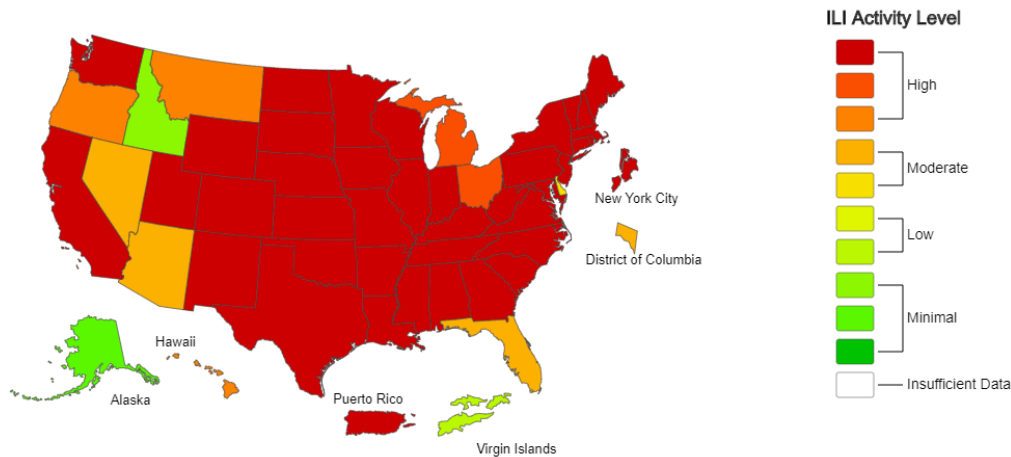 ILI Activity Level
High
Moderate
New York City
Low
District of Columbia
Minimal
Hawaii
Insufficient Data
Alaska
Puerto Rico
Virgin Islands